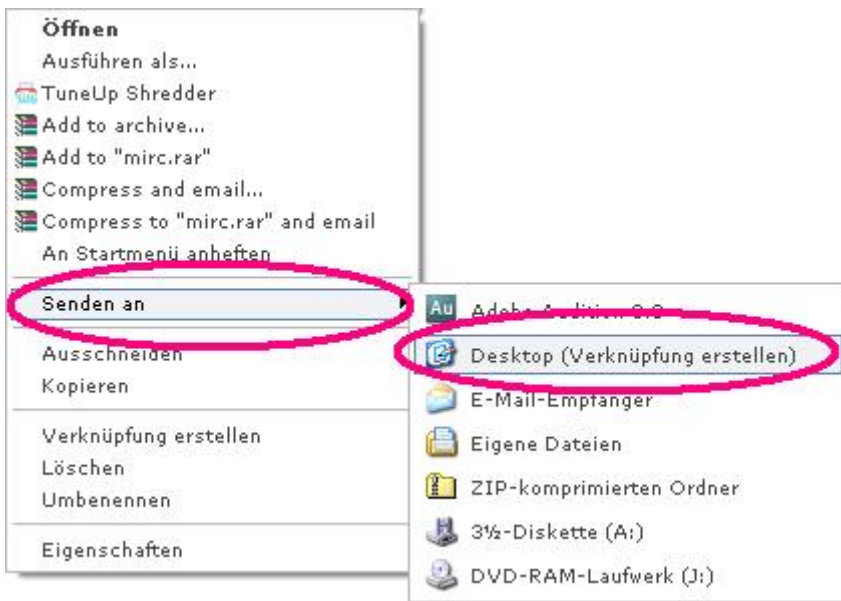 Öffnen
Ausführen als...
TuneUp Shredder
Add to archive...
Add to "mirc.rar"
Compress and email...
Compress to "mirc.rar" and email
An Startmenü anheften
Senden an
Ausschneiden
Kopieren
Verknüpfung erstellen
Löschen
Umbenennen
Eigenschaften
Au Adobe Audition
Desktop (Verknüpfung erstellen)
E-Mail-Empfänger
Eigene Dateien
ZIP-komprimierten Ordner
3½-Diskette (A:)
DVD-RAM-Laufwerk (J:)